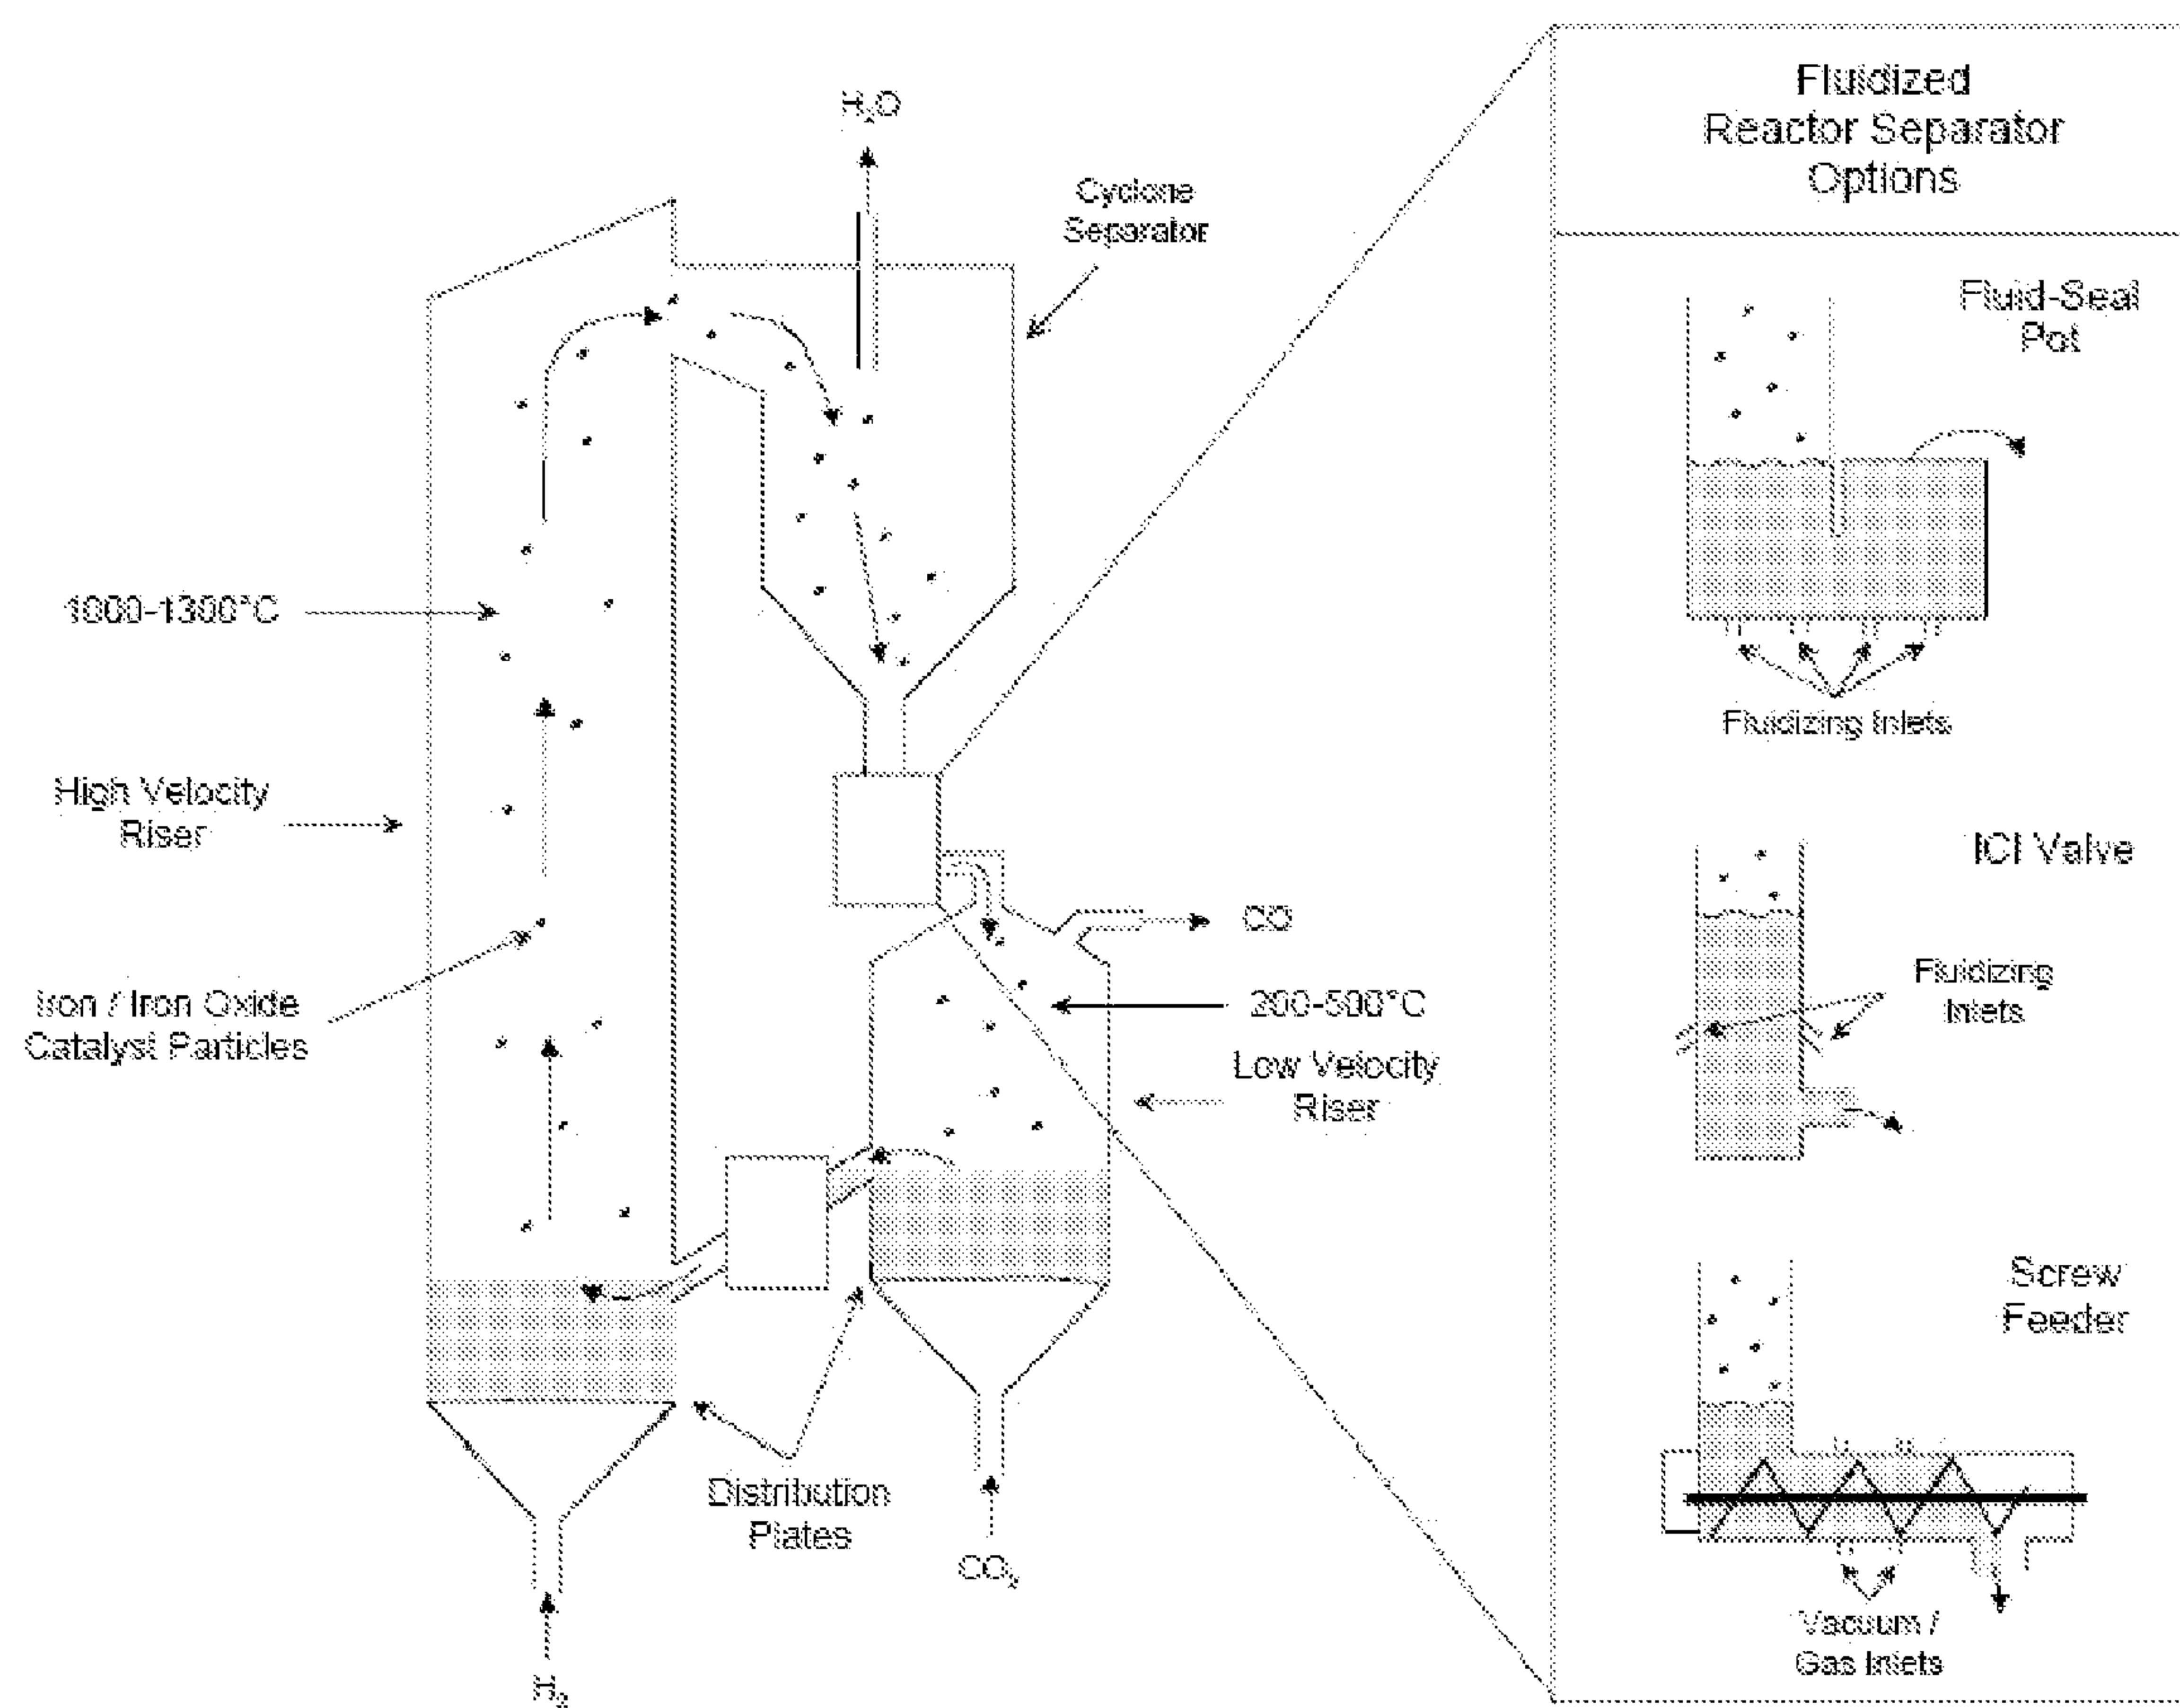 H₂O
Cyclone
Separator
1000-1300°C
High Velocity
Riser
Iron / Iron Oxide
Catalyst Particles
CO
200-500°C
Low Velocity
Riser
Distribution
Plates
CO₂
H₂
Fluidized
Reactor Separator
Options
Fluid-Seal
Pot
Fluidizing Inlets
ICI Valve
Fluidizing
Inlets
Screw
Feeder
Vacuum /
Gas Inlets